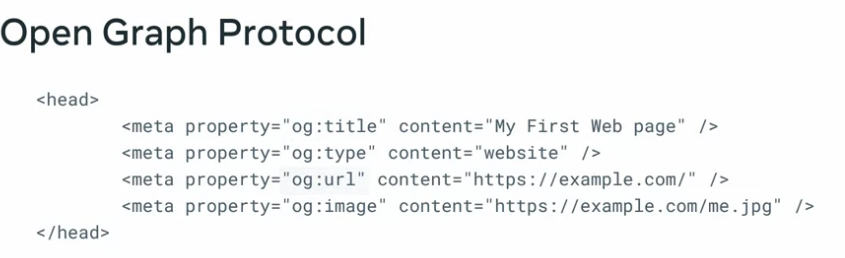 Open Graph Protocol
<head>
<meta property="og:title" content="My First Web page" />
<meta property="og:type" content="website" />
<meta property="og:url" content="https://example.com/" />
<meta property="og:image" content="https://example.com/me.jpg" />
</head>